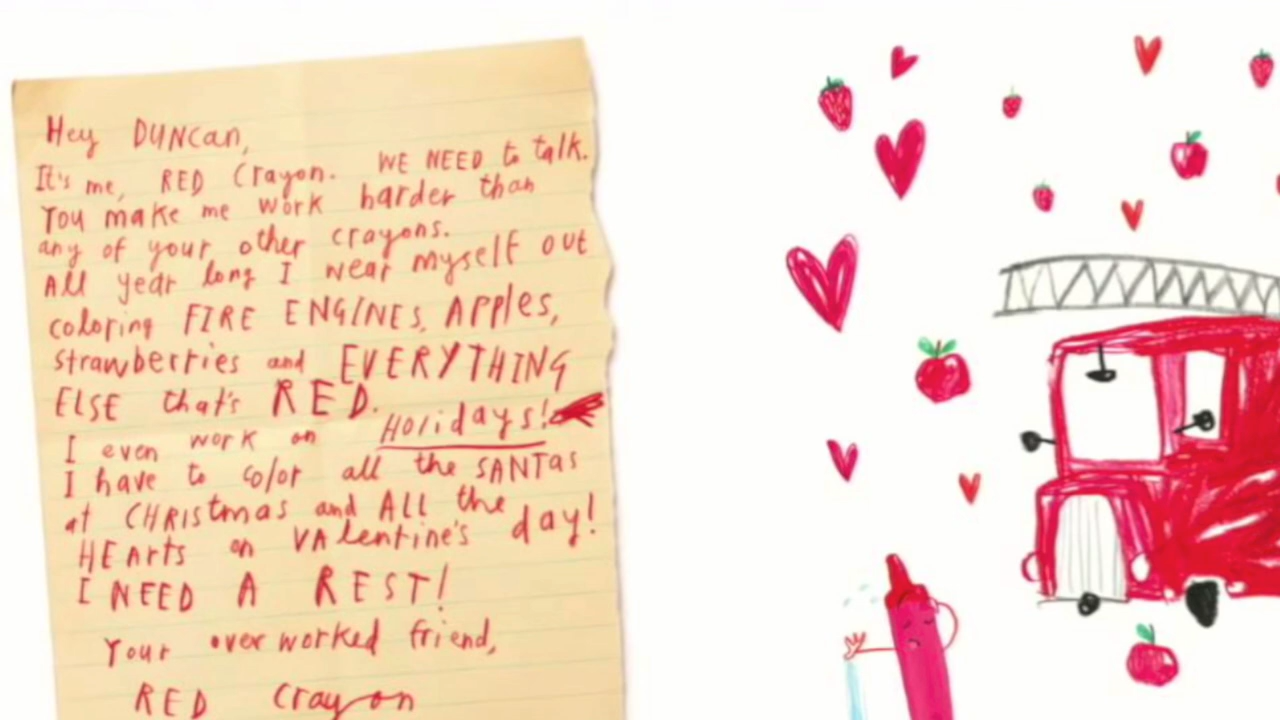 Hey DUNCan,
It's me, RED Crayon. WE NEED to talk.
You make me work harder than
any of your other crayons.
All year long I wear myself out
coloring FIRE ENGINES, Apples,
strawberries and EVERYTHING
ELSE that's RED.
I even work on Holidays!
I have to color all the SANTas
at CHRIStmas and ALL the
HEArts on VAlentine's day!
I NEED A REST!
Your overworked friend,
RED Crayon